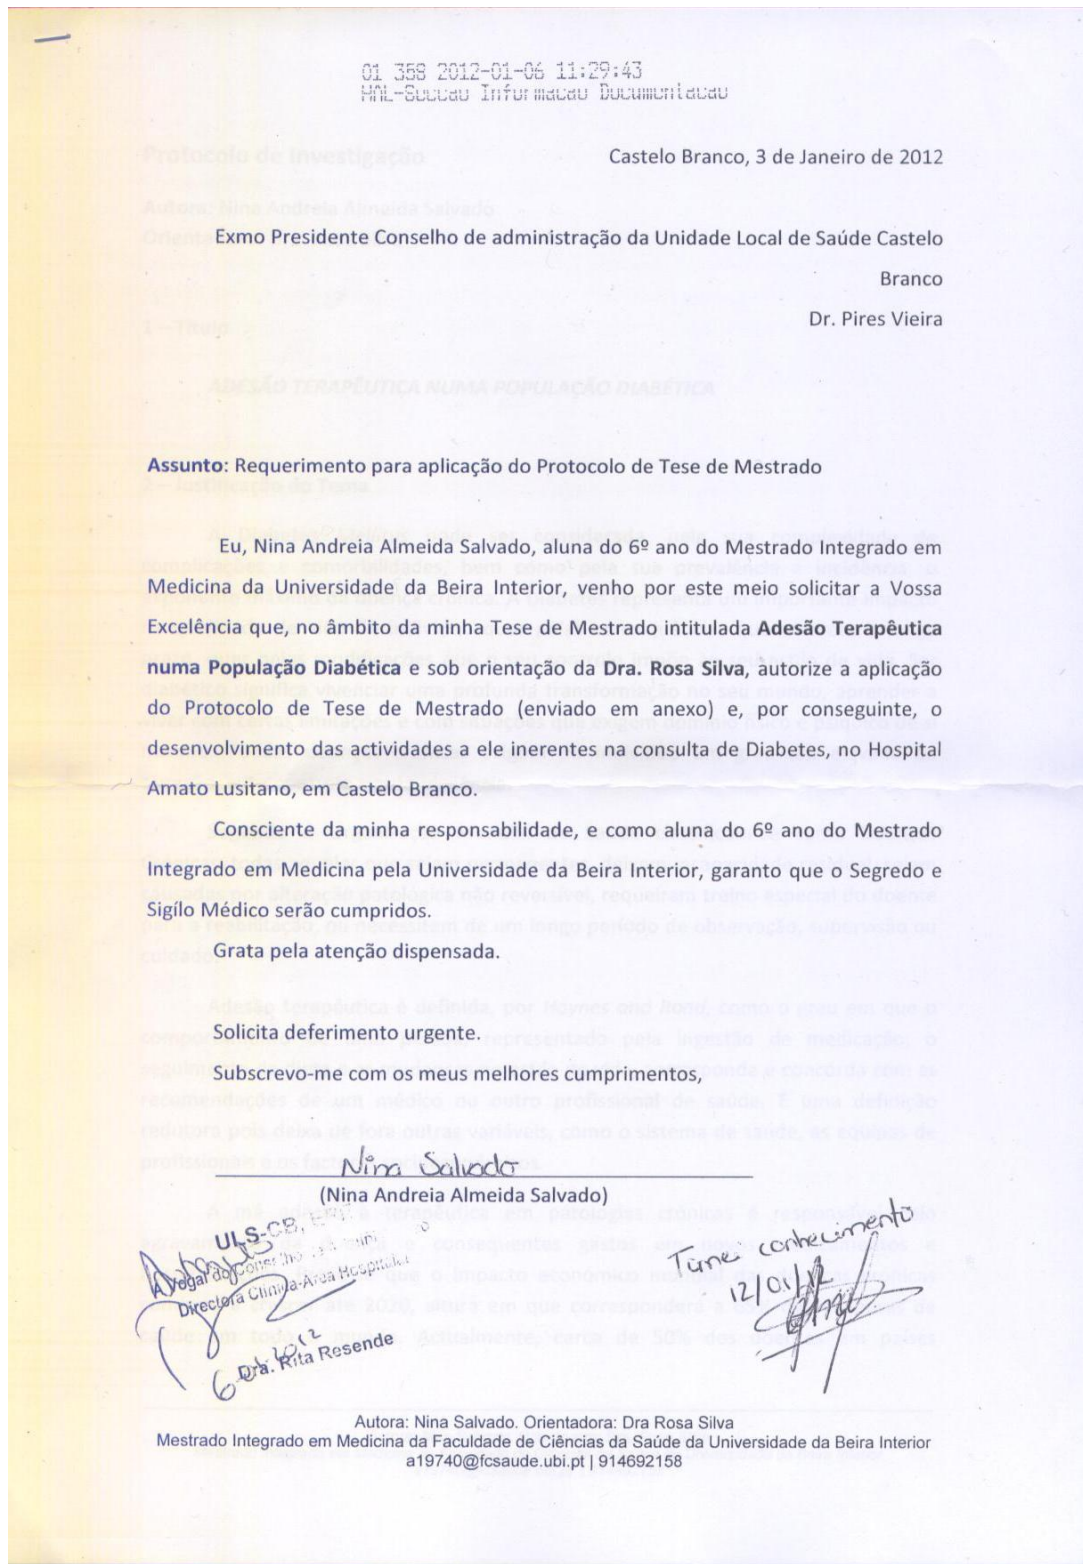 01 358 2012-01-06 11:29:43
HAL-Seccao Informacao Documentacao
Castelo Branco, 3 de Janeiro de 2012
Exmo Presidente Conselho de administração da Unidade Local de Saúde Castelo
Branco
Dr. Pires Vieira
Assunto: Requerimento para aplicação do Protocolo de Tese de Mestrado
Eu, Nina Andreia Almeida Salvado, aluna do 6º ano do Mestrado Integrado em
Medicina da Universidade da Beira Interior, venho por este meio solicitar a Vossa
Excelência que, no âmbito da minha Tese de Mestrado intitulada Adesão Terapêutica
numa População Diabética e sob orientação da Dra. Rosa Silva, autorize a aplicação
do Protocolo de Tese de Mestrado (enviado em anexo) e, por conseguinte, o
desenvolvimento das actividades a ele inerentes na consulta de Diabetes, no Hospital
Amato Lusitano, em Castelo Branco.
Consciente da minha responsabilidade, e como aluna do 6º ano do Mestrado
Integrado em Medicina pela Universidade da Beira Interior, garanto que o Segredo e
Sigílo Médico serão cumpridos.
Grata pela atenção dispensada.
Solicita deferimento urgente.
Subscrevo-me com os meus melhores cumprimentos,
Nina Salvado
(Nina Andreia Almeida Salvado)
ULS-CB,
A Vogal do
Directora Clínica-Área Hospitalar
Dra. Rita Resende
Tomei conhecimento
12/01/12
Autora: Nina Salvado. Orientadora: Dra Rosa Silva
Mestrado Integrado em Medicina da Faculdade de Ciências da Saúde da Universidade da Beira Interior
a19740@fcsaude.ubi.pt | 914692158